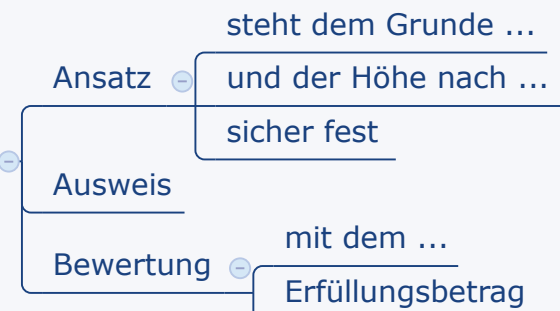 steht dem Grunde ...
Ansatz
und der Höhe nach ...
sicher fest
Ausweis
mit dem ...
Bewertung
Erfüllungsbetrag